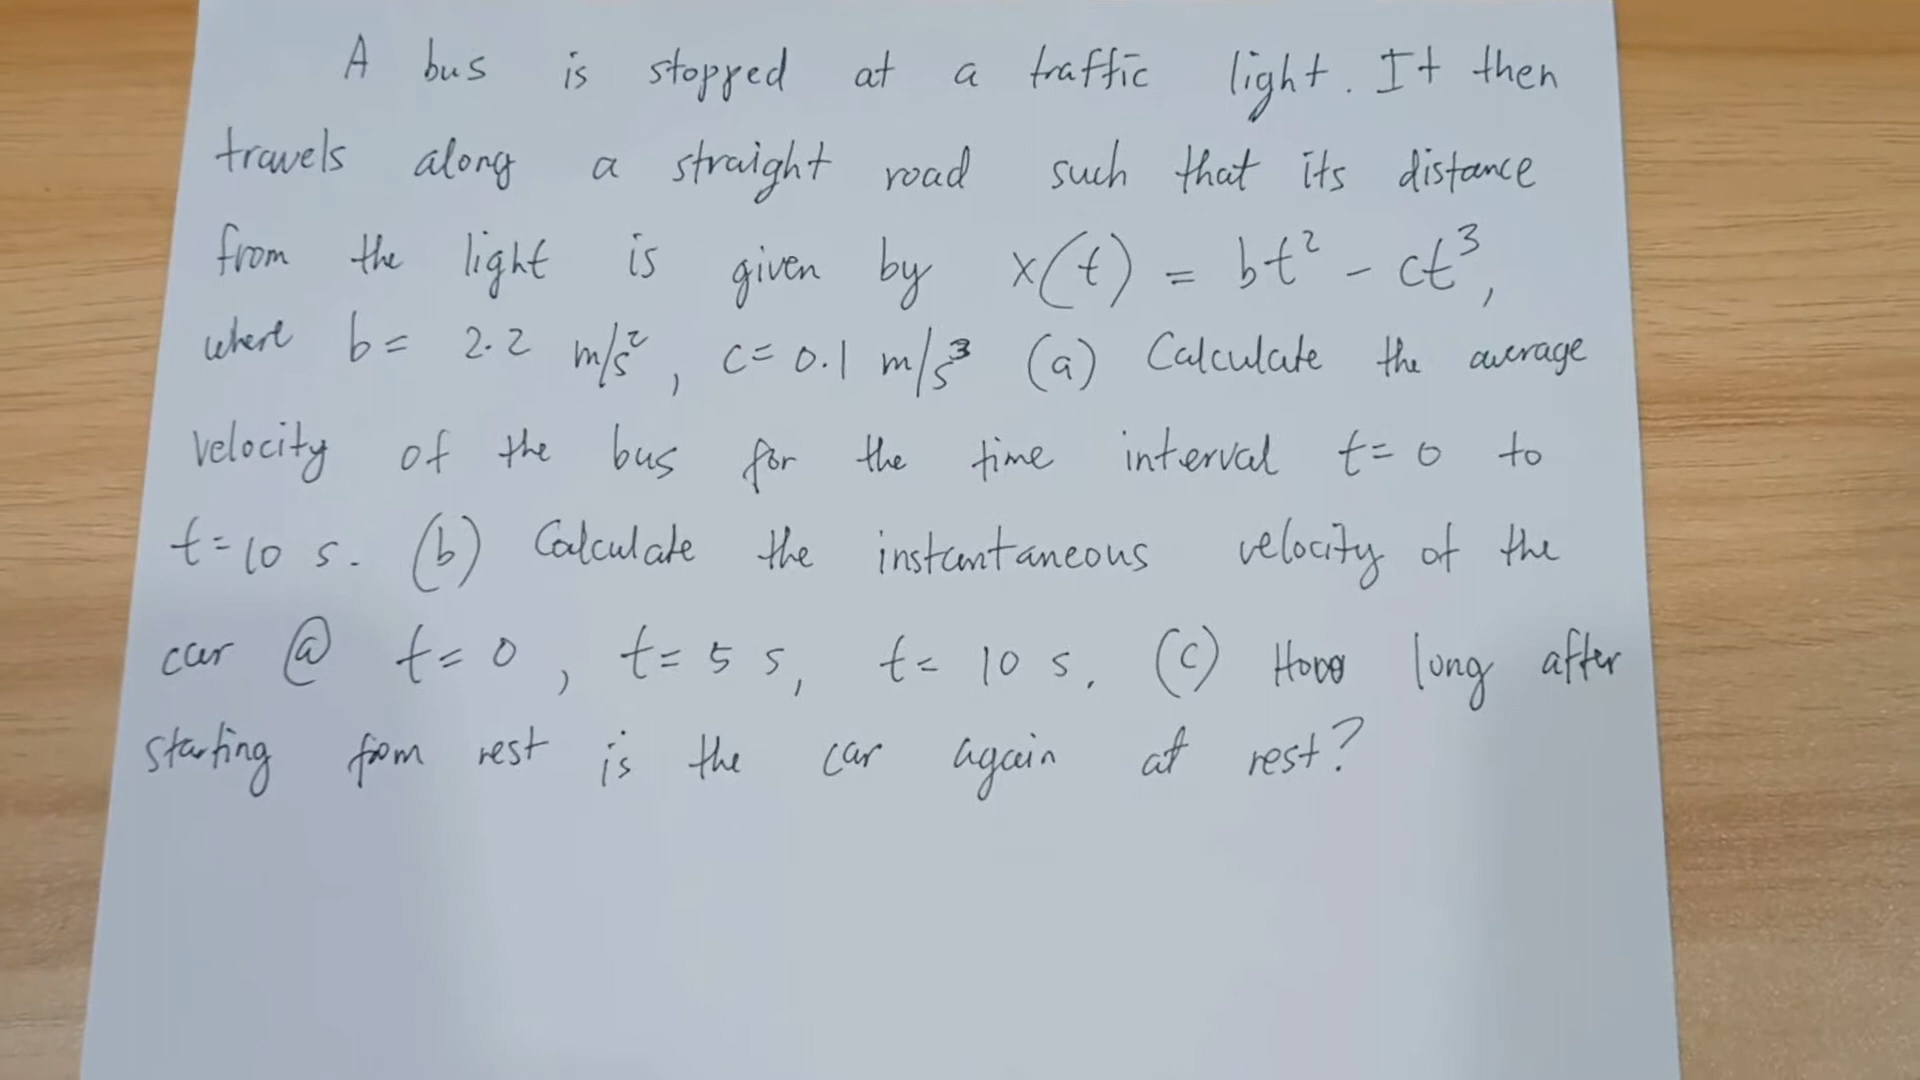 A bus is stopped at a traffic light. It then
travels along a straight road such that its distance
from the light is given by x(t) = bt² - ct³,
where b= 2.2 m/s², c= 0.1 m/s³ (a) Calculate the average
velocity of the bus for the time interval t= 0 to
t=10 s. (b) Calculate the instantaneous velocity of the
car @ t= 0, t= 5 s, t= 10 s. (c) How long after
starting from rest is the car again at rest?